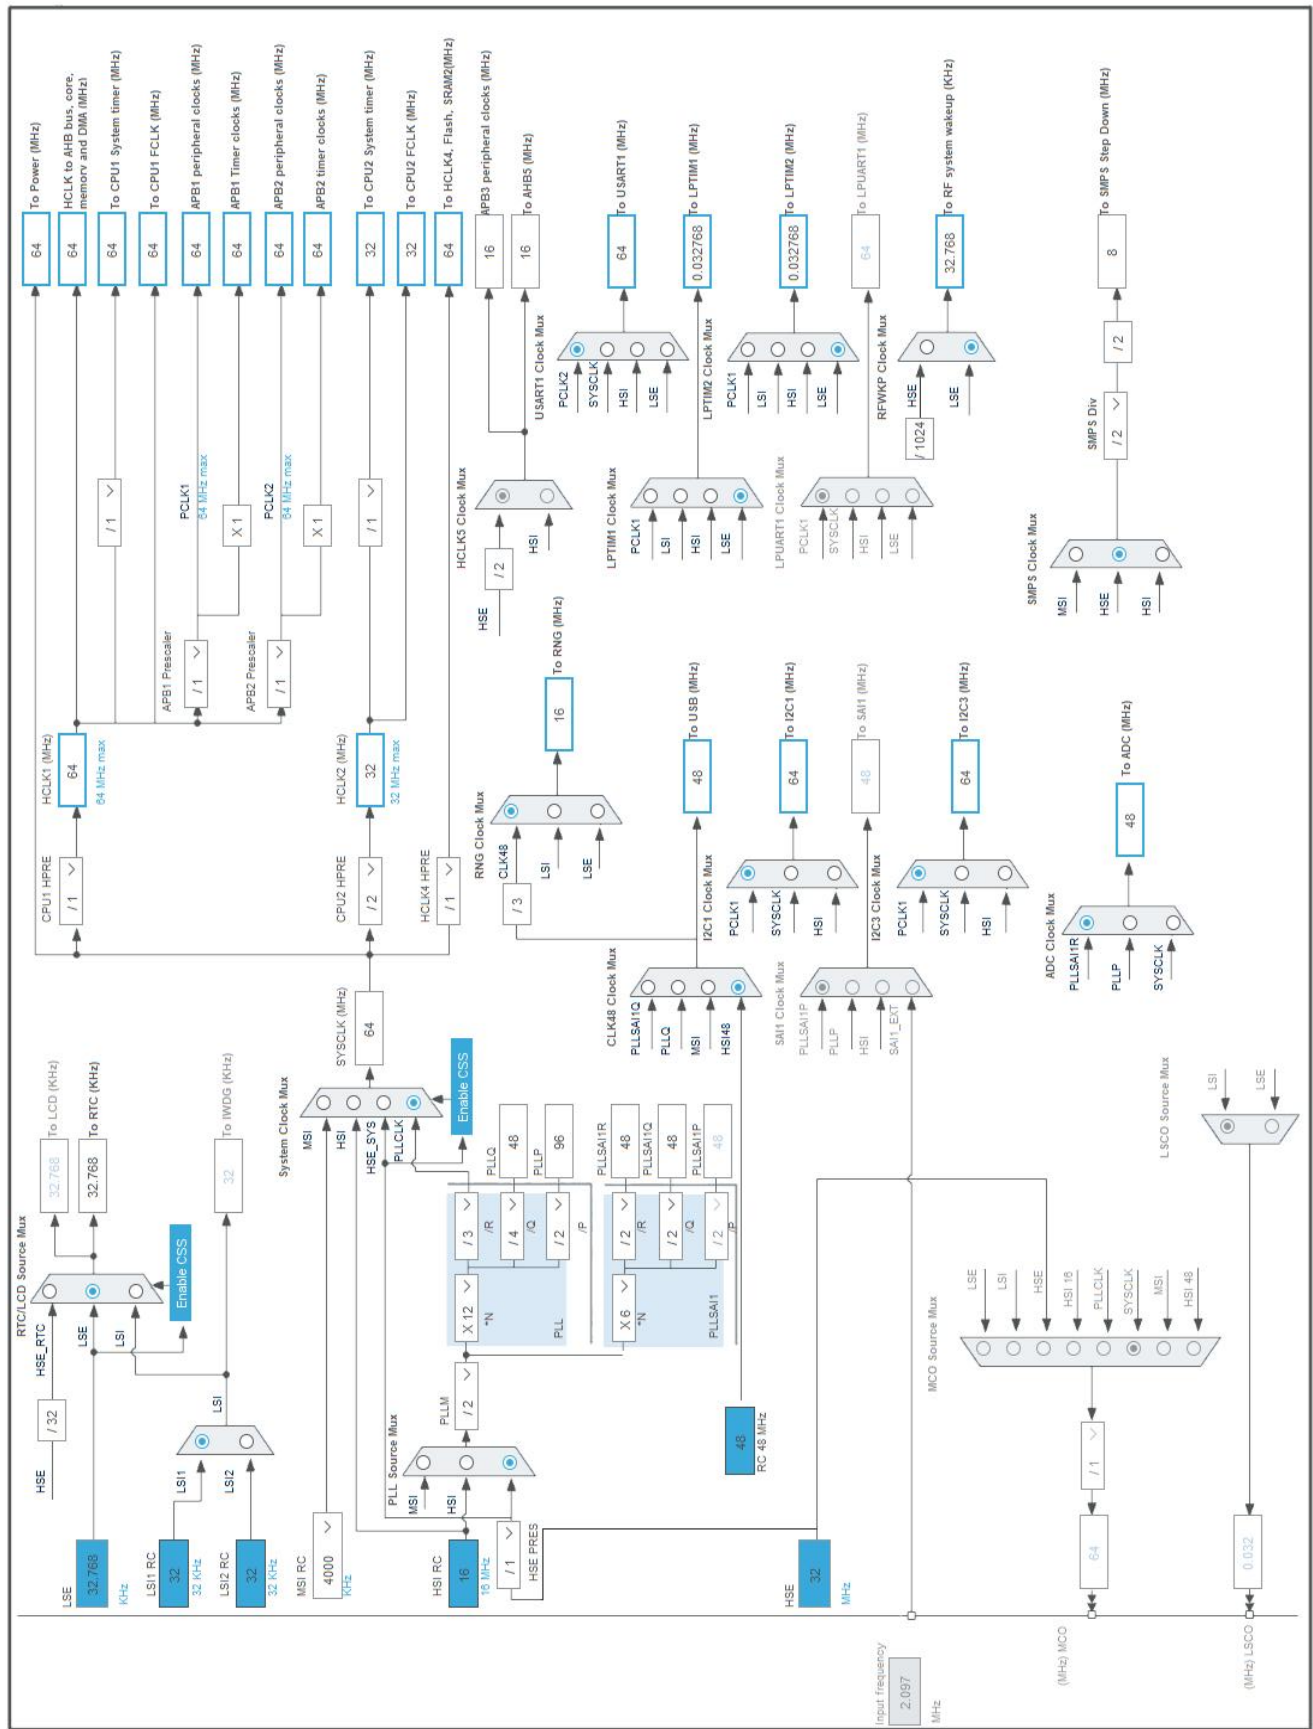 RTC/LCD Source Mux
HSE
/ 32
HSE_RTC
32.768
To LCD (KHz)
LSE
32.768
KHz
LSE
32.768
To RTC (KHz)
LSI
Enable CSS
LSI1 RC
32
32 KHz
LSI1
LSI2 RC
32
32 KHz
LSI2
LSI
32
To IWDG (KHz)
System Clock Mux
MSI RC
4000
KHz
MSI
HSI
HSE_SYS
PLLCLK
SYSCLK (MHz)
64
Enable CSS
PLL Source Mux
MSI
HSI
HSI RC
16
16 MHz
/ 1
HSE PRES
PLLM
/ 2
X 12
*N
PLL
/ 3
/R
/ 4
/Q
/ 2
/P
PLLQ
48
PLLP
96
X 6
*N
PLLSAI1
/ 2
/R
/ 2
/Q
/ 2
/P
PLLSAI1R
48
PLLSAI1Q
48
PLLSAI1P
48
48
RC 48 MHz
HSE
32
MHz
CPU1 HPRE
/ 1
HCLK1 (MHz)
64
64 MHz max
CPU2 HPRE
/ 2
HCLK2 (MHz)
32
32 MHz max
HCLK4 HPRE
/ 1
APB1 Prescaler
/ 1
PCLK1
64 MHz max
X 1
APB2 Prescaler
/ 1
PCLK2
64 MHz max
X 1
/ 1
/ 1
64
To Power (MHz)
64
HCLK to AHB bus, core,
memory and DMA (MHz)
64
To CPU1 System timer (MHz)
64
To CPU1 FCLK (MHz)
64
APB1 peripheral clocks (MHz)
64
APB1 Timer clocks (MHz)
64
APB2 peripheral clocks (MHz)
64
APB2 timer clocks (MHz)
32
To CPU2 System timer (MHz)
32
To CPU2 FCLK (MHz)
64
To HCLK4, Flash, SRAM2(MHz)
16
APB3 peripheral clocks (MHz)
16
To AHB5 (MHz)
HCLK5 Clock Mux
HSE
/ 2
HSI
RNG Clock Mux
/ 3
CLK48
LSI
LSE
16
To RNG (MHz)
USART1 Clock Mux
PCLK2
SYSCLK
HSI
LSE
64
To USART1 (MHz)
CLK48 Clock Mux
PLLSAI1Q
PLLQ
MSI
HSI48
48
To USB (MHz)
LPTIM1 Clock Mux
PCLK1
LSI
HSI
LSE
0.032768
To LPTIM1 (MHz)
I2C1 Clock Mux
PCLK1
SYSCLK
HSI
64
To I2C1 (MHz)
LPTIM2 Clock Mux
PCLK1
LSI
HSI
LSE
0.032768
To LPTIM2 (MHz)
SAI1 Clock Mux
PLLSAI1P
PLLP
HSI
SAI1_EXT
48
To SAI1 (MHz)
LPUART1 Clock Mux
PCLK1
SYSCLK
HSI
LSE
64
To LPUART1 (MHz)
I2C3 Clock Mux
PCLK1
SYSCLK
HSI
64
To I2C3 (MHz)
RFWKP Clock Mux
/ 1024
HSE
LSE
32.768
To RF system wakeup (KHz)
Input frequency
2.097
MHz
MCO Source Mux
LSE
LSI
HSE
HSI 16
PLLCLK
SYSCLK
MSI
HSI 48
(MHz) MCO
64
/ 1
ADC Clock Mux
PLLSAI1R
PLLP
SYSCLK
48
To ADC (MHz)
SMPS Clock Mux
MSI
HSE
HSI
SMPS Div
/ 2
/ 2
8
To SMPS Step Down (MHz)
LSCO Source Mux
LSI
LSE
(MHz) LSCO
0.032